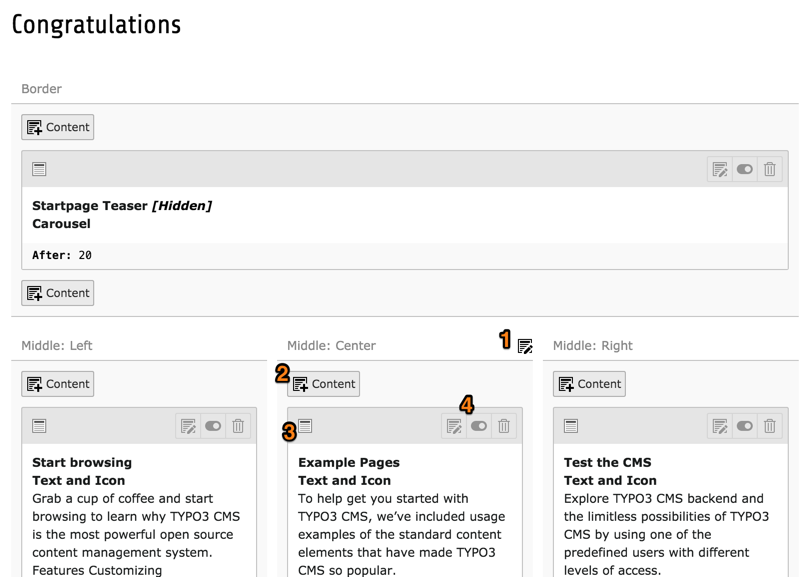 Congratulations
Border
Content
Startpage Teaser [Hidden]
Carousel
After: 20
Content
Middle: Left
Middle: Center
1
Middle: Right
Content
2
Content
Content
3
4
Start browsing
Text and Icon
Grab a cup of coffee and start
browsing to learn why TYPO3 CMS
is the most powerful open source
content management system.
Features Customizing
Example Pages
Text and Icon
To help get you started with
TYPO3 CMS, we've included usage
examples of the standard content
elements that have made TYPO3
CMS so popular.
Test the CMS
Text and Icon
Explore TYPO3 CMS backend and
the limitless possibilities of TYPO3
CMS by using one of the
predefined users with different
levels of access.